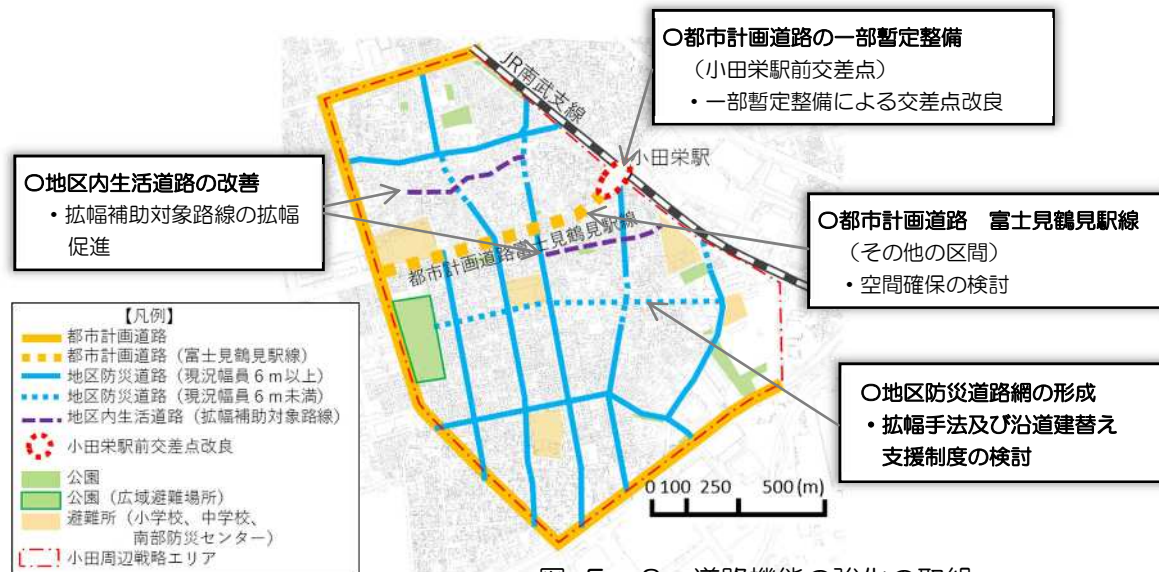 〇都市計画道路の一部暫定整備
（小田栄駅前交差点）
・一部暫定整備による交差点改良
JR南武支線
小田栄駅
〇地区内生活道路の改善
・拡幅補助対象路線の拡幅
促進
〇都市計画道路　富士見鶴見駅線
（その他の区間）
・空間確保の検討
都市計画道路富士見鶴見駅線
【凡例】
都市計画道路
都市計画道路（富士見鶴見駅線）
地区防災道路（現況幅員６ｍ以上）
地区防災道路（現況幅員６ｍ未満）
地区内生活道路（拡幅補助対象路線）
小田栄駅前交差点改良
公園
公園（広域避難場所）
避難所（小学校、中学校、
南部防災センター）
小田周辺戦略エリア
〇地区防災道路網の形成
・拡幅手法及び沿道建替え
支援制度の検討
0 100 250 500 (m)